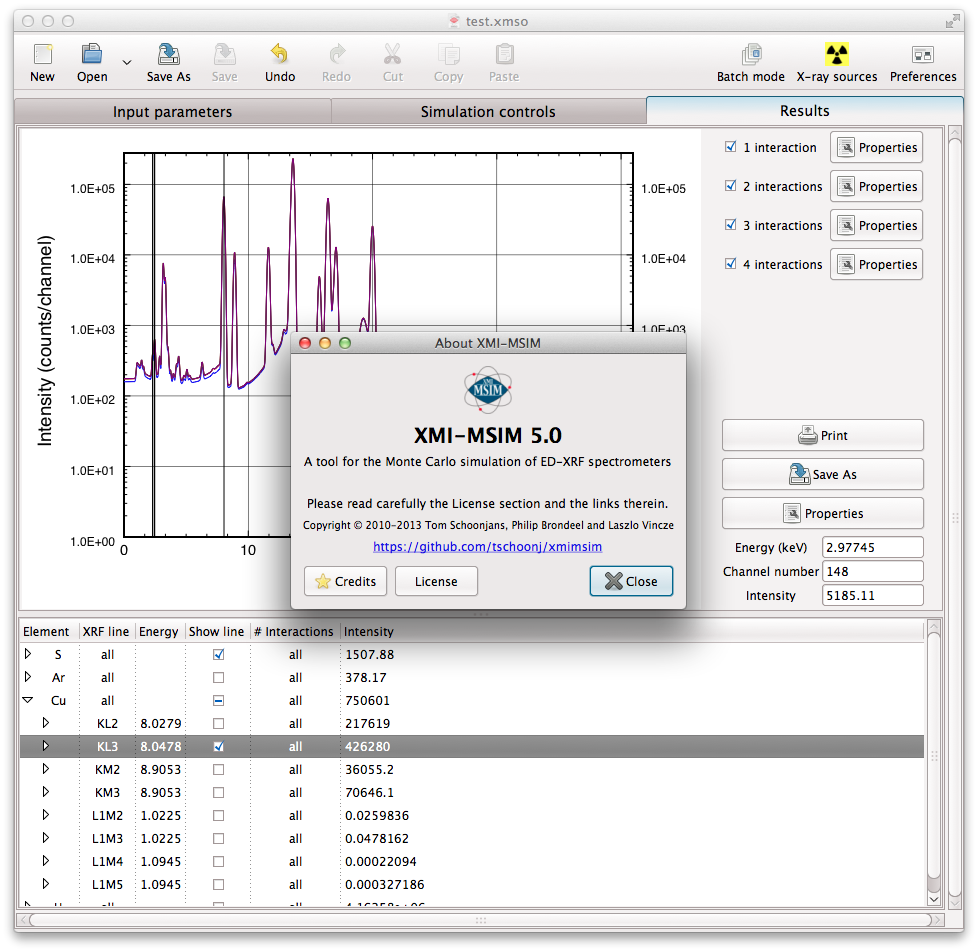 test.xmso
New Open Save As Save Undo Redo Cut Copy Paste Batch mode X-ray sources Preferences
Input parameters Simulation controls Results
1 interaction Properties
2 interactions Properties
3 interactions Properties
4 interactions Properties
Intensity (counts/channel)
1.0E+05 1.0E+05
1.0E+04 1.0E+04
1.0E+03 1.0E+03
1.0E+02
1.0E+01
1.0E+00
0 10
About XMI-MSIM
XMI
MSIM
XMI-MSIM 5.0
A tool for the Monte Carlo simulation of ED-XRF spectrometers
Please read carefully the License section and the links therein.
Copyright © 2010-2013 Tom Schoonjans, Philip Brondeel and Laszlo Vincze
https://github.com/tschoonj/xmimsim
Credits License Close
Print
Save As
Properties
Energy (keV) 2.97745
Channel number 148
Intensity 5185.11
Element XRF line Energy Show line # Interactions Intensity
S all all 1507.88
Ar all all 378.17
Cu all all 750601
KL2 8.0279 all 217619
KL3 8.0478 all 426280
KM2 8.9053 all 36055.2
KM3 8.9053 all 70646.1
L1M2 1.0225 all 0.0259836
L1M3 1.0225 all 0.0478162
L1M4 1.0945 all 0.00022094
L1M5 1.0945 all 0.000327186
all all